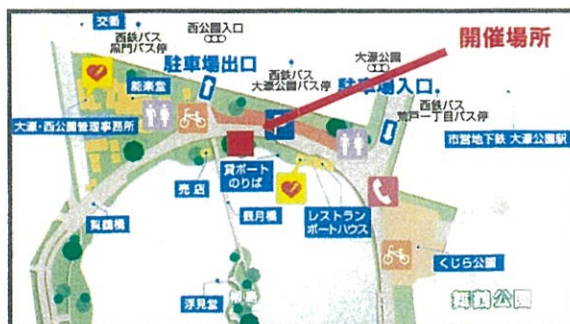 交番
西公園入口
西鉄バス
黒門バス停
開催場所
駐車場出口
大濠公園
西鉄バス
大濠公園バス停
駐車場入口
能楽堂
西鉄バス
荒戸一丁目バス停
大濠・西公園管理事務所
市営地下鉄 大濠公園駅
貸ボート
のりば
売店
レストラン
ボートハウス
観月橋
くじら公園
浮見堂
舞鶴公園